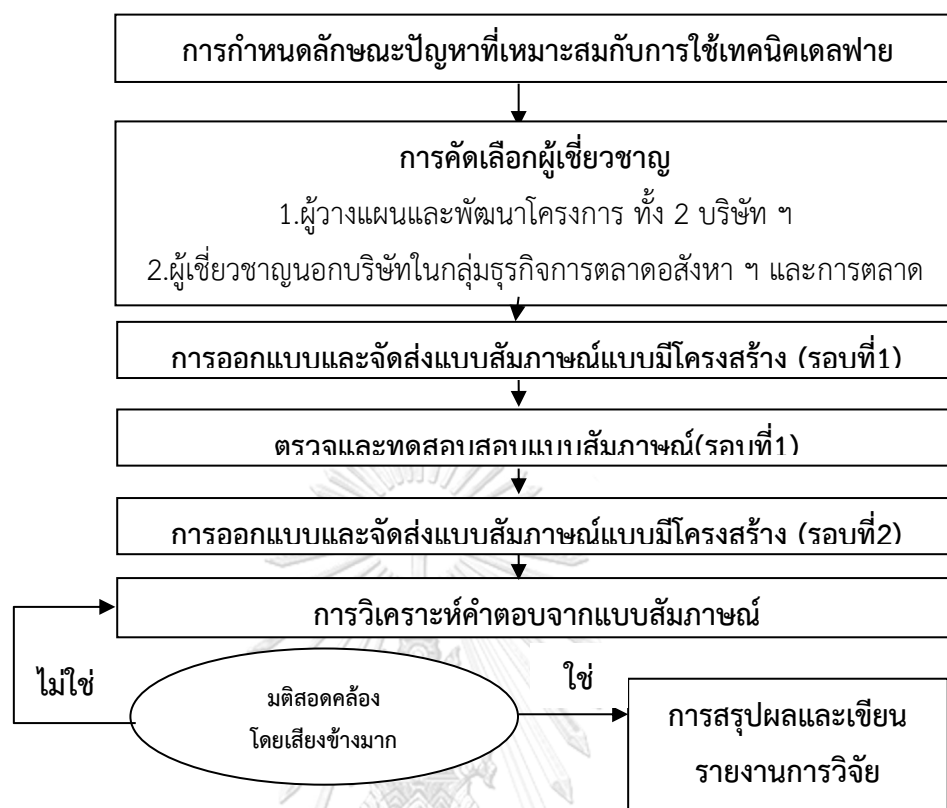 การกำหนดลักษณะปัญหาที่เหมาะสมกับการใช้เทคนิคเดลฟาย
การคัดเลือกผู้เชี่ยวชาญ
1.ผู้วางแผนและพัฒนาโครงการ ทั้ง 2 บริษัท ฯ
2.ผู้เชี่ยวชาญนอกบริษัทในกลุ่มธุรกิจการตลาดอสังหา ฯ และการตลาด
การออกแบบและจัดส่งแบบสัมภาษณ์แบบมีโครงสร้าง (รอบที่1)
ตรวจและทดสอบสอบแบบสัมภาษณ์(รอบที่1)
การออกแบบและจัดส่งแบบสัมภาษณ์แบบมีโครงสร้าง (รอบที่2)
การวิเคราะห์คำตอบจากแบบสัมภาษณ์
ไม่ใช่
มติสอดคล้อง
โดยเสียงข้างมาก
ใช่
การสรุปผลและเขียน
รายงานการวิจัย